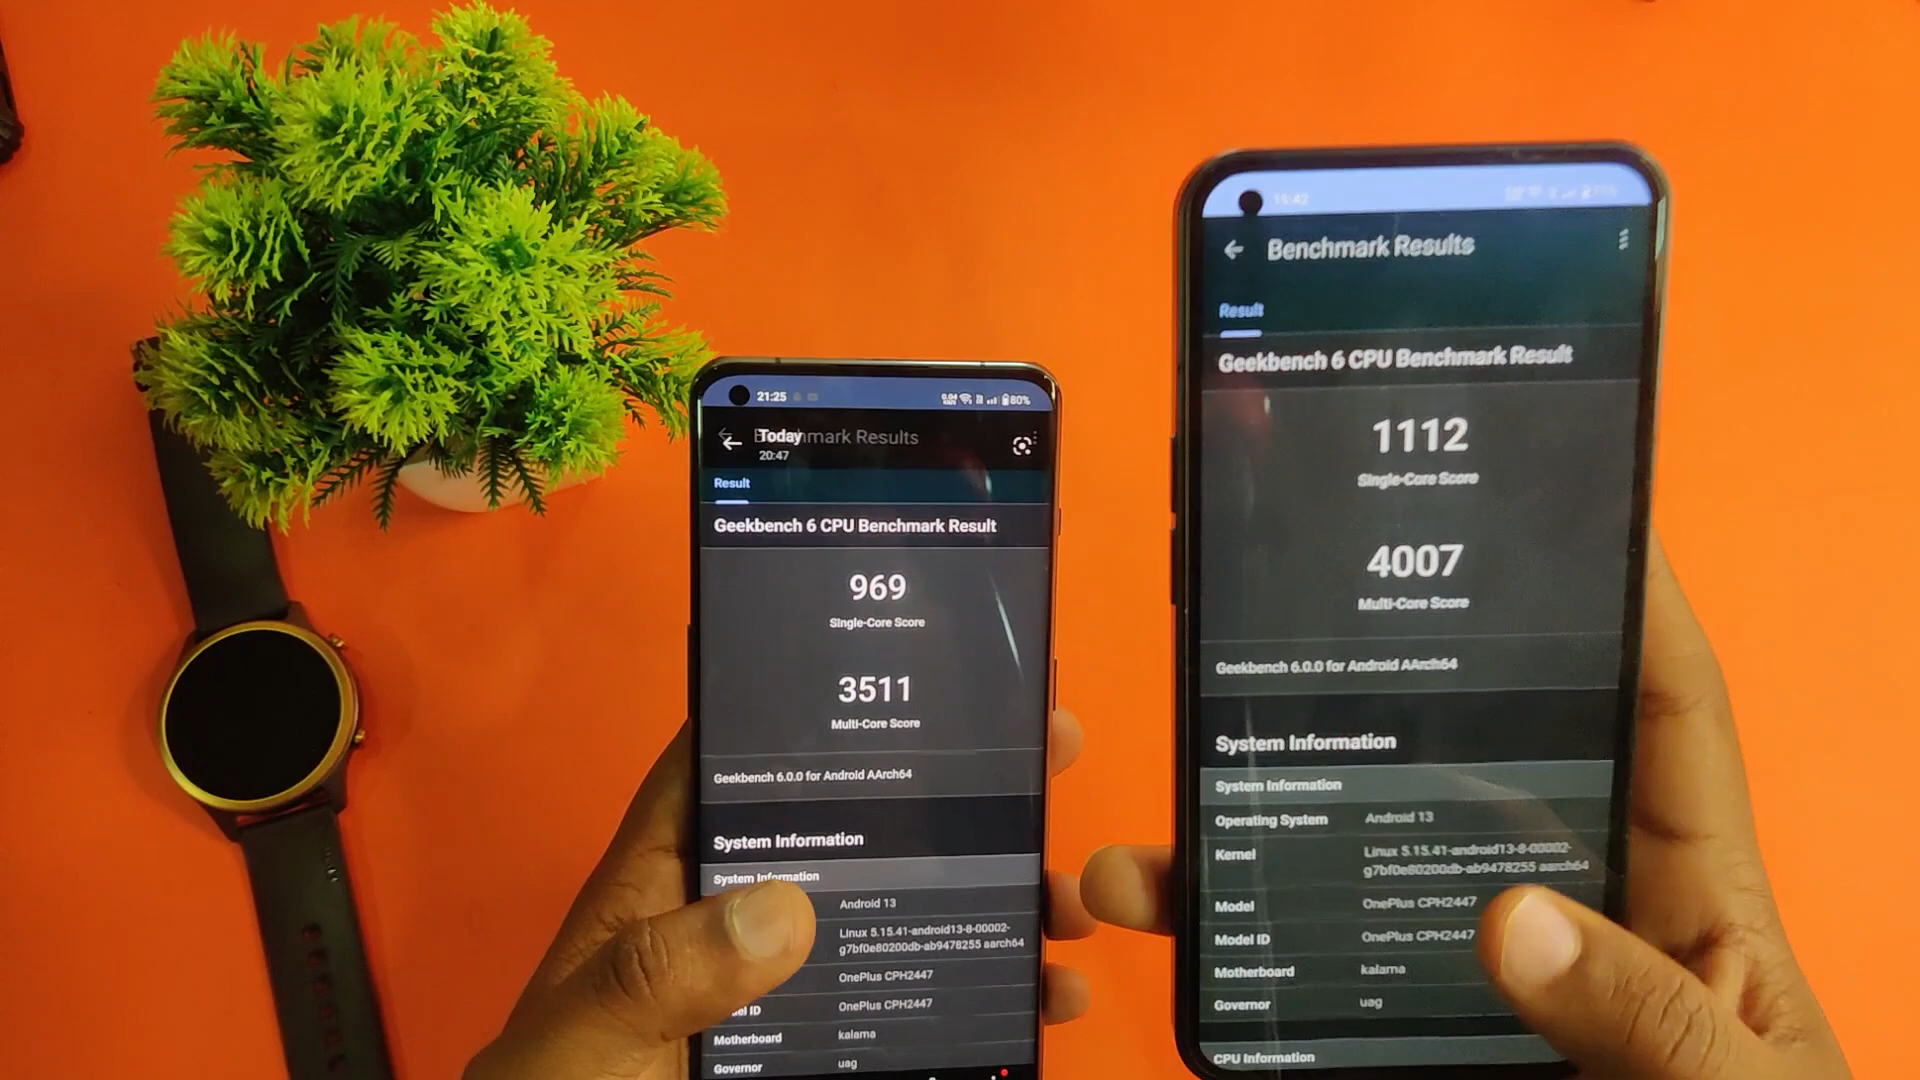 21:25
80%
Today
Benchmark Results
20:47
Result
Geekbench 6 CPU Benchmark Result
969
Single-Core Score
3511
Multi-Core Score
Geekbench 6.0.0 for Android AArch64
System Information
System Information
Android 13
Linux 5.15.41-android13-8-00002-
g7bf0e80200db-ab9478255 aarch64
OnePlus CPH2447
OnePlus CPH2447
Motherboard kalama
Governor uag
15:42
Benchmark Results
Result
Geekbench 6 CPU Benchmark Result
1112
Single-Core Score
4007
Multi-Core Score
Geekbench 6.0.0 for Android AArch64
System Information
System Information
Operating System Android 13
Kernel Linux 5.15.41-android13-8-00002-
g7bf0e80200db-ab9478255 aarch64
Model OnePlus CPH2447
Model ID OnePlus CPH2447
Motherboard kalama
Governor uag
CPU Information